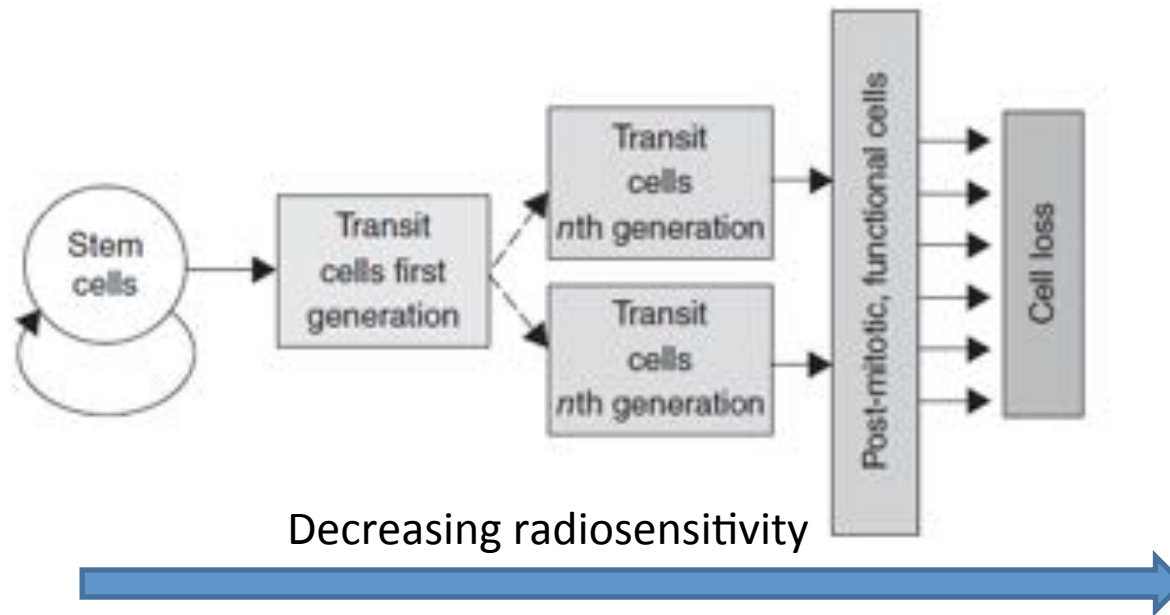 Stem
cells
Transit
cells first
generation
Transit
cells
nth generation
Transit
cells
nth generation
Post-mitotic, functional cells
Cell loss
Decreasing radiosensitivity